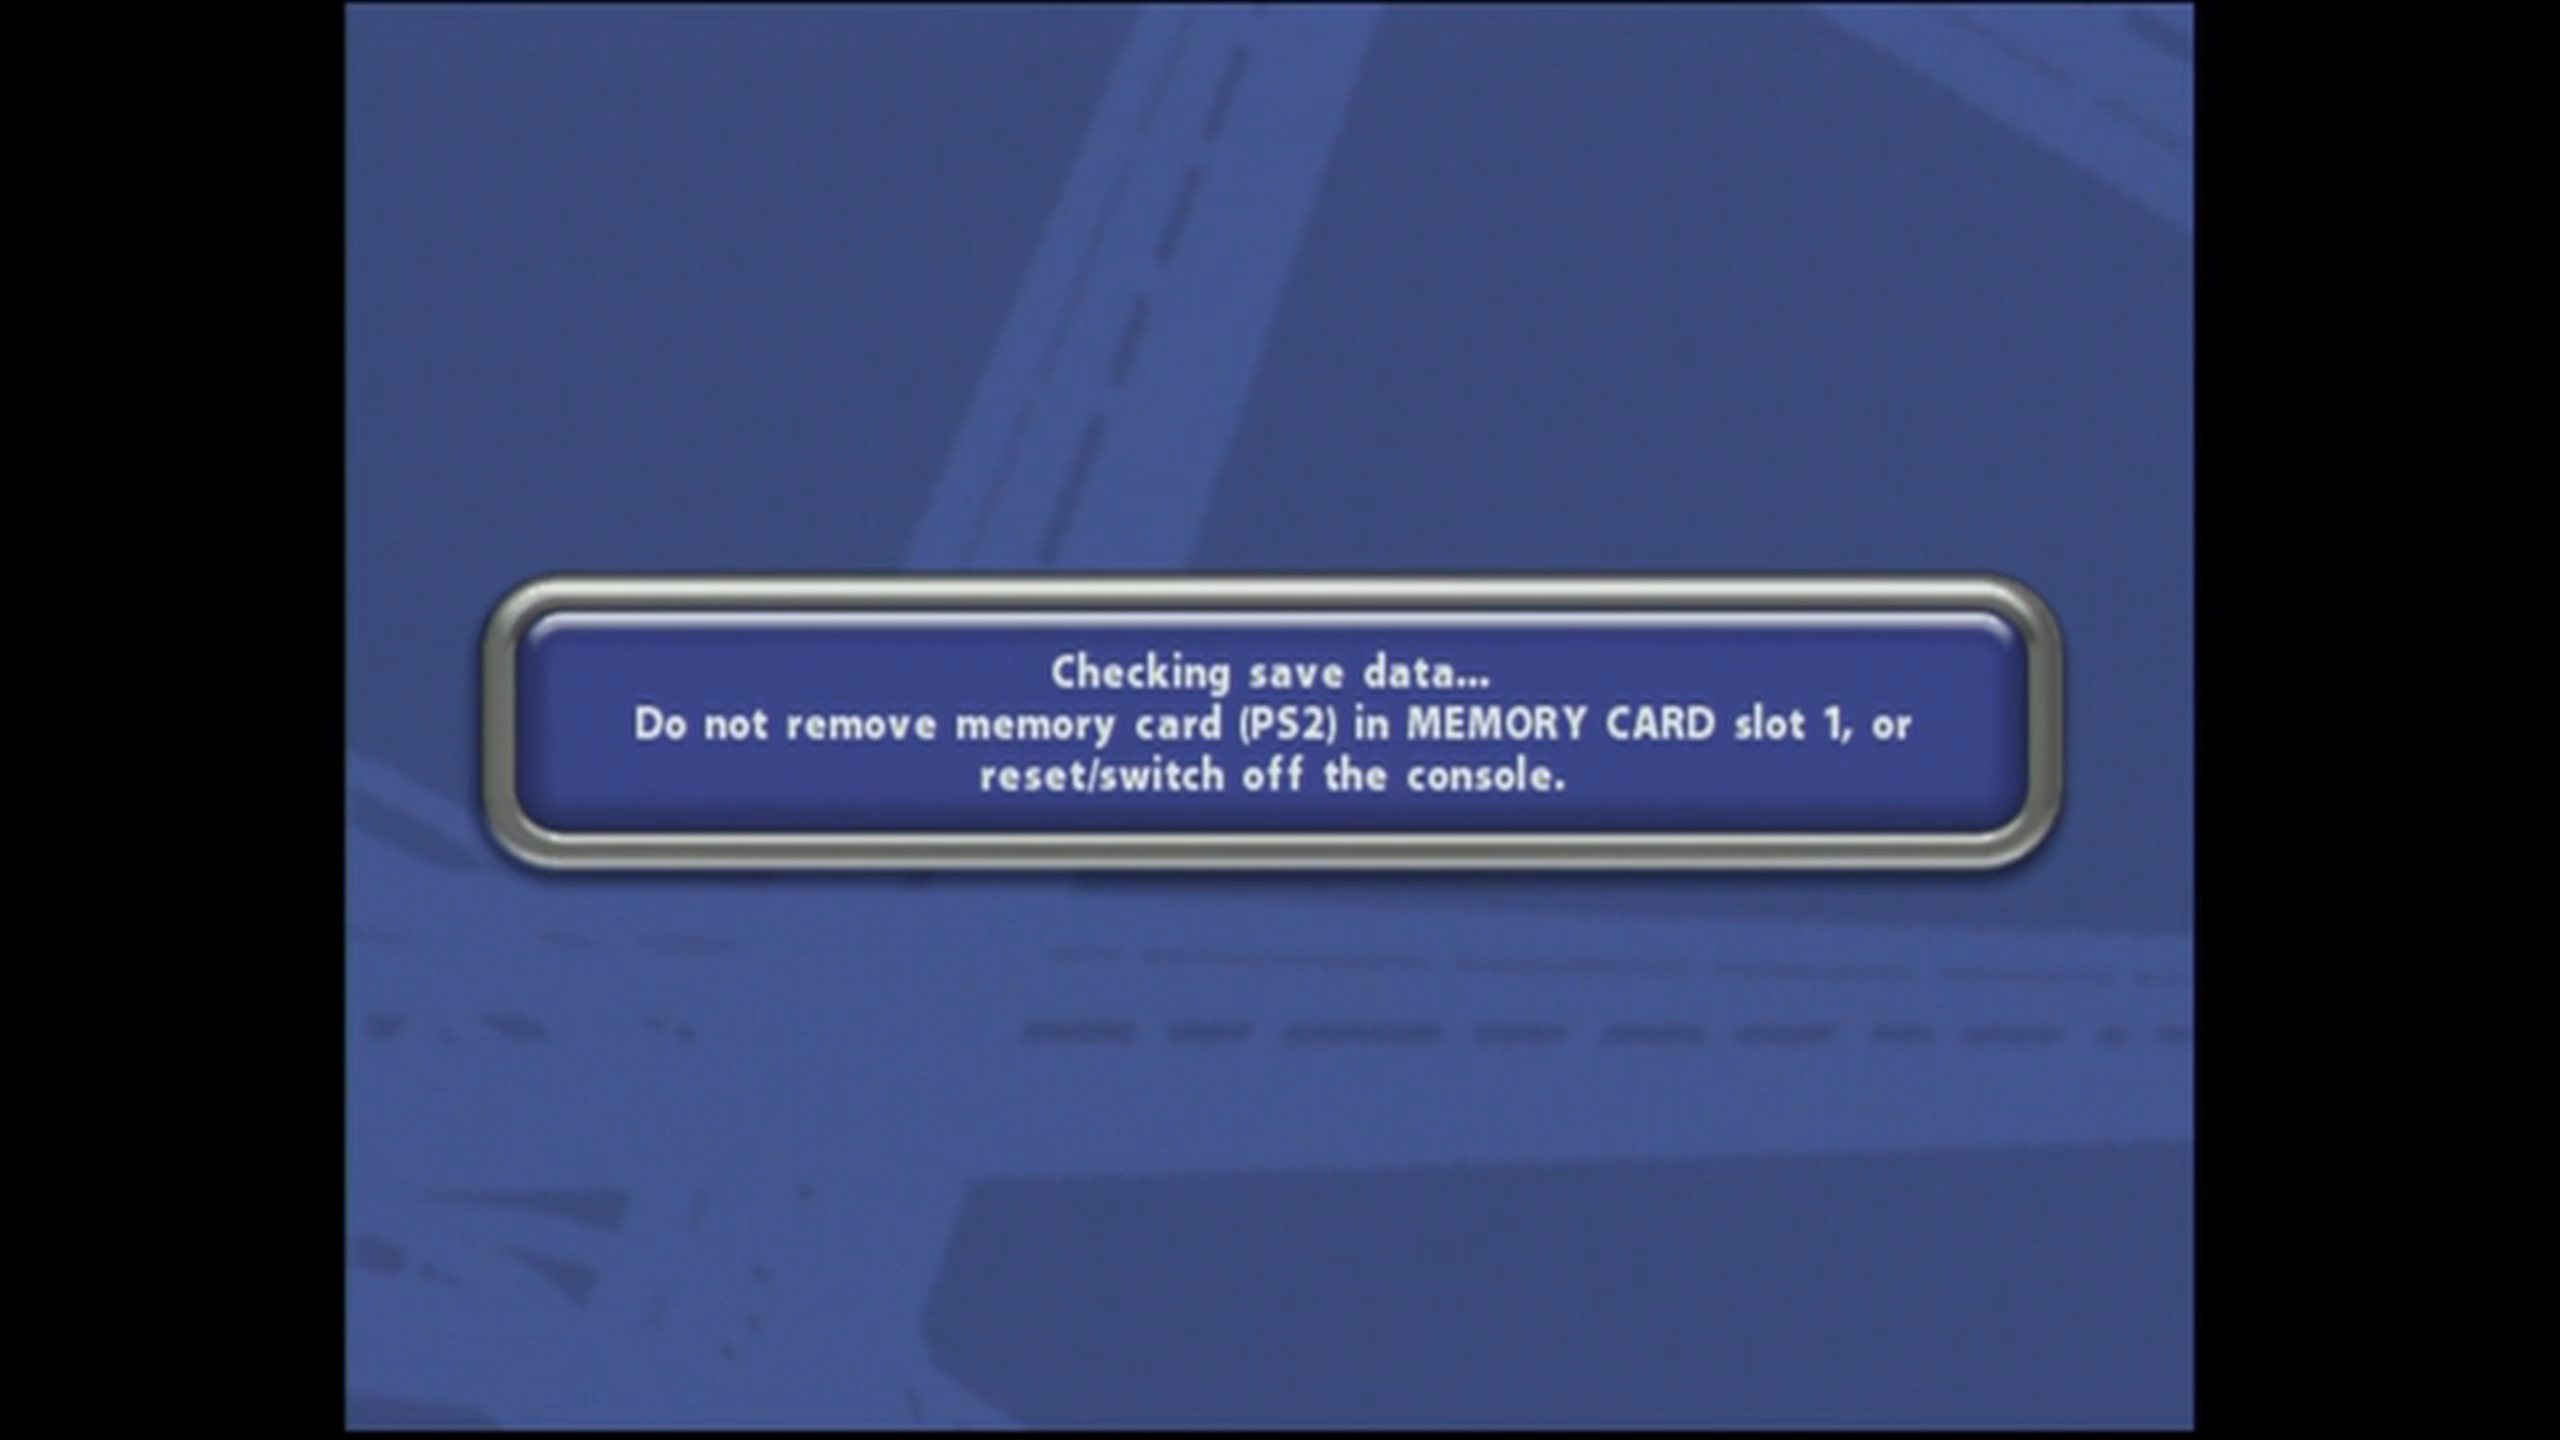 Checking save data...
Do not remove memory card (PS2) in MEMORY CARD slot 1, or
reset/switch off the console.